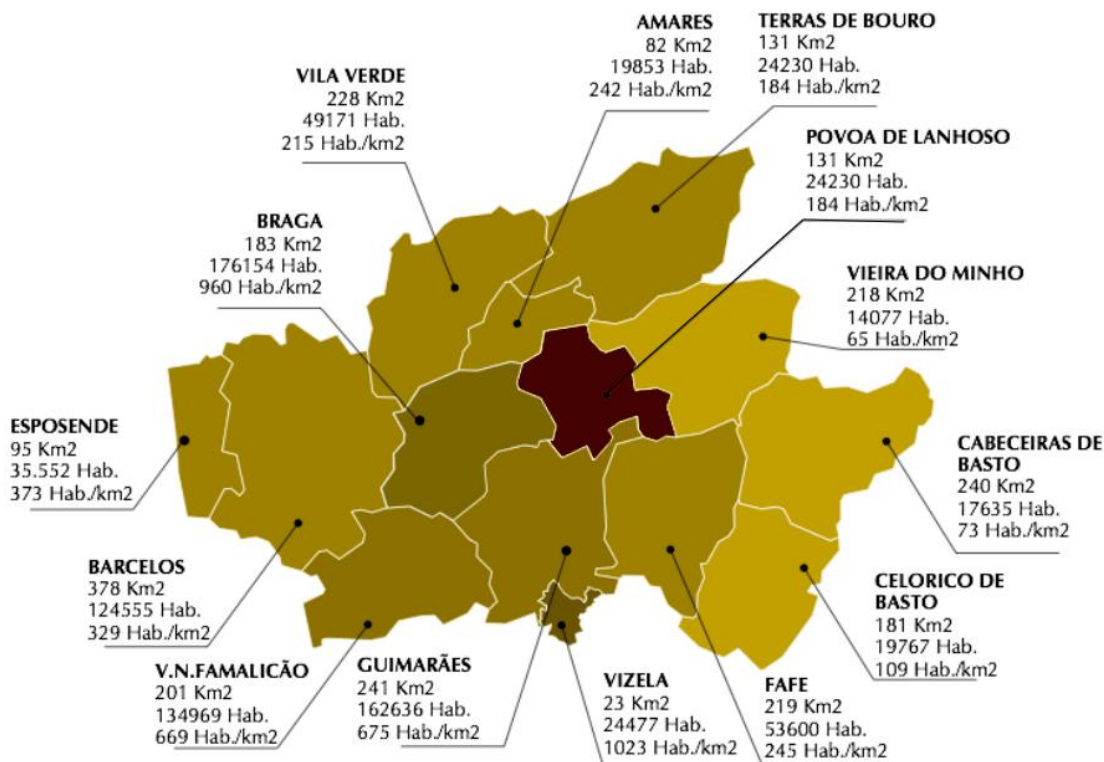 AMARES
82 Km2
19853 Hab.
242 Hab./km2
TERRAS DE BOURO
131 Km2
24230 Hab.
184 Hab./km2
VILA VERDE
228 Km2
49171 Hab.
215 Hab./km2
POVOA DE LANHOSO
131 Km2
24230 Hab.
184 Hab./km2
BRAGA
183 Km2
176154 Hab.
960 Hab./km2
VIEIRA DO MINHO
218 Km2
14077 Hab.
65 Hab./km2
ESPOSENDE
95 Km2
35.552 Hab.
373 Hab./km2
CABECEIRAS DE
BASTO
240 Km2
17635 Hab.
73 Hab./km2
BARCELOS
378 Km2
124555 Hab.
329 Hab./km2
CELORICO DE
BASTO
181 Km2
19767 Hab.
109 Hab./km2
V.N.FAMALICÃO
201 Km2
134969 Hab.
669 Hab./km2
GUIMARÃES
241 Km2
162636 Hab.
675 Hab./km2
VIZELA
23 Km2
24477 Hab.
1023 Hab./km2
FAFE
219 Km2
53600 Hab.
245 Hab./km2